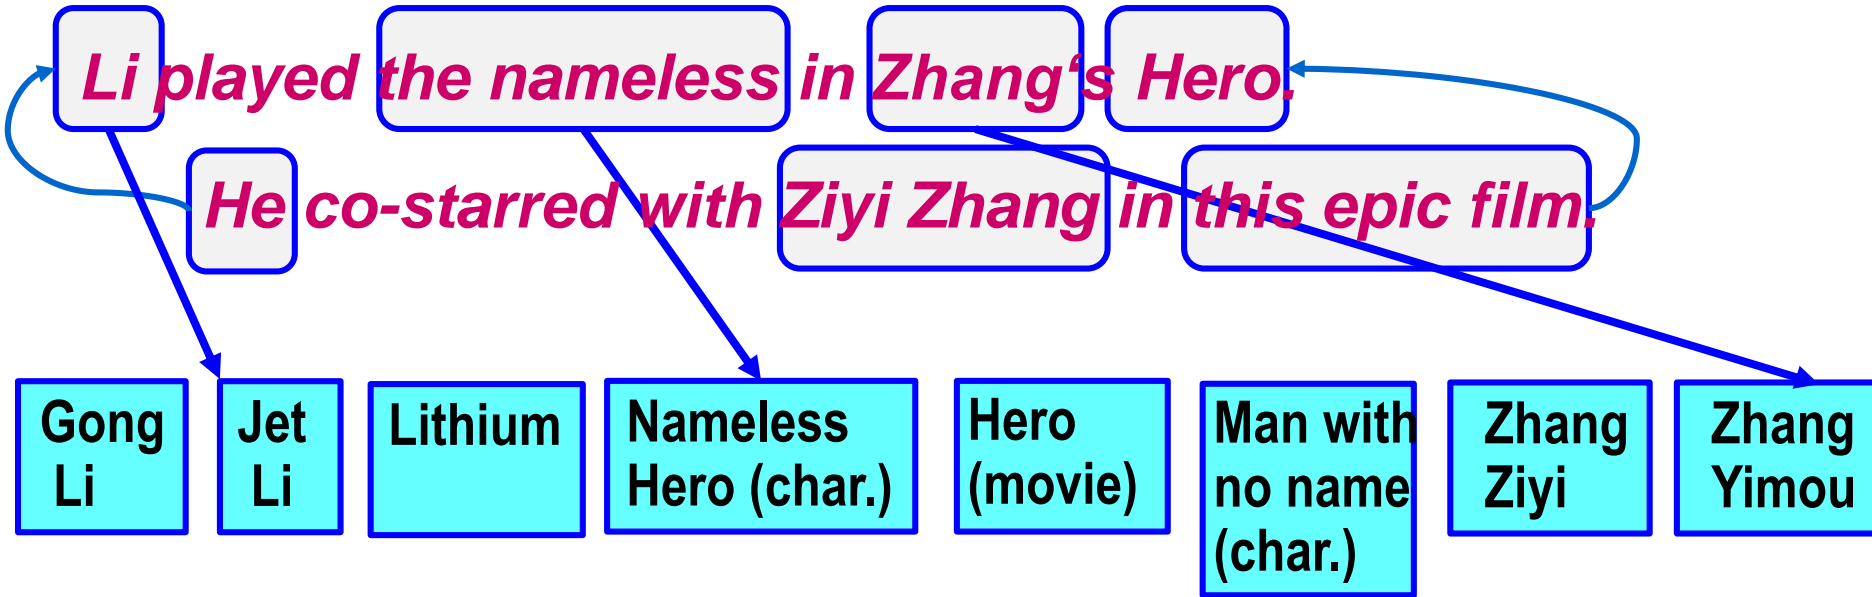 Li played the nameless in Zhang‘s Hero.
He co-starred with Ziyi Zhang in this epic film.
Gong
Li
Jet
Li
Lithium
Nameless
Hero (char.)
Hero
(movie)
Man with
no name
(char.)
Zhang
Ziyi
Zhang
Yimou